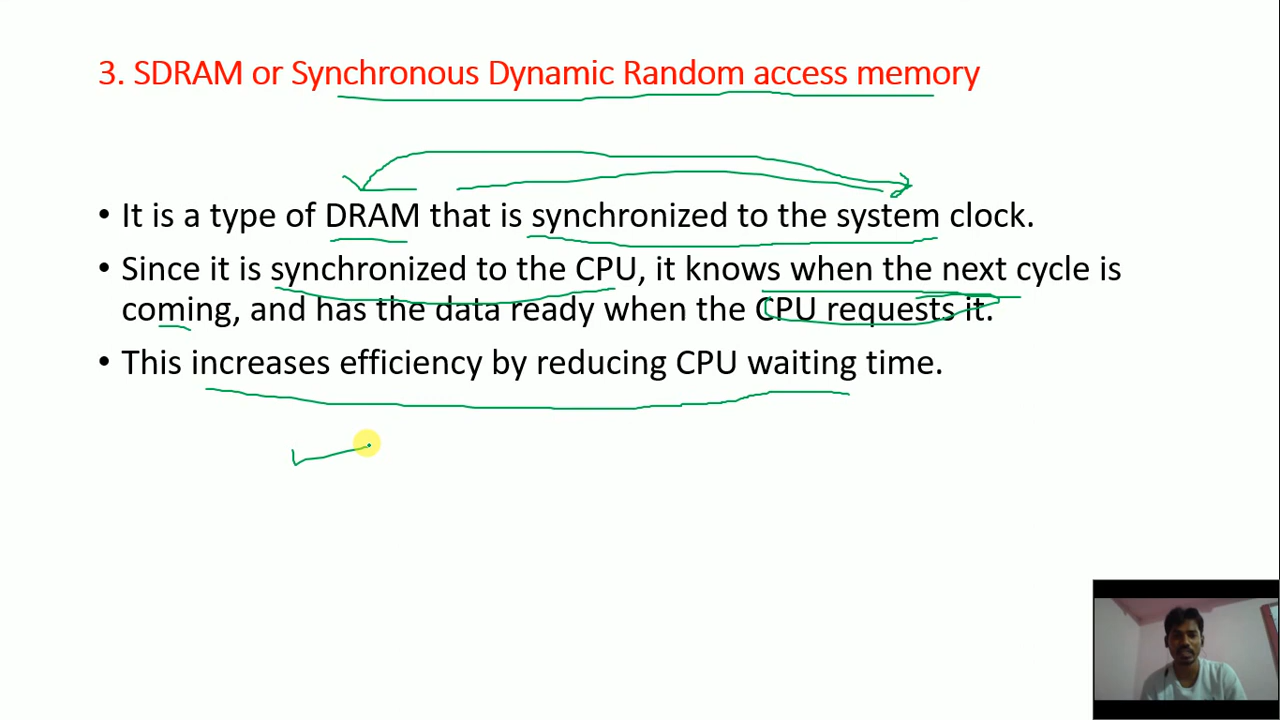 3. SDRAM or Synchronous Dynamic Random access memory
• It is a type of DRAM that is synchronized to the system clock.
• Since it is synchronized to the CPU, it knows when the next cycle is
coming, and has the data ready when the CPU requests it.
• This increases efficiency by reducing CPU waiting time.